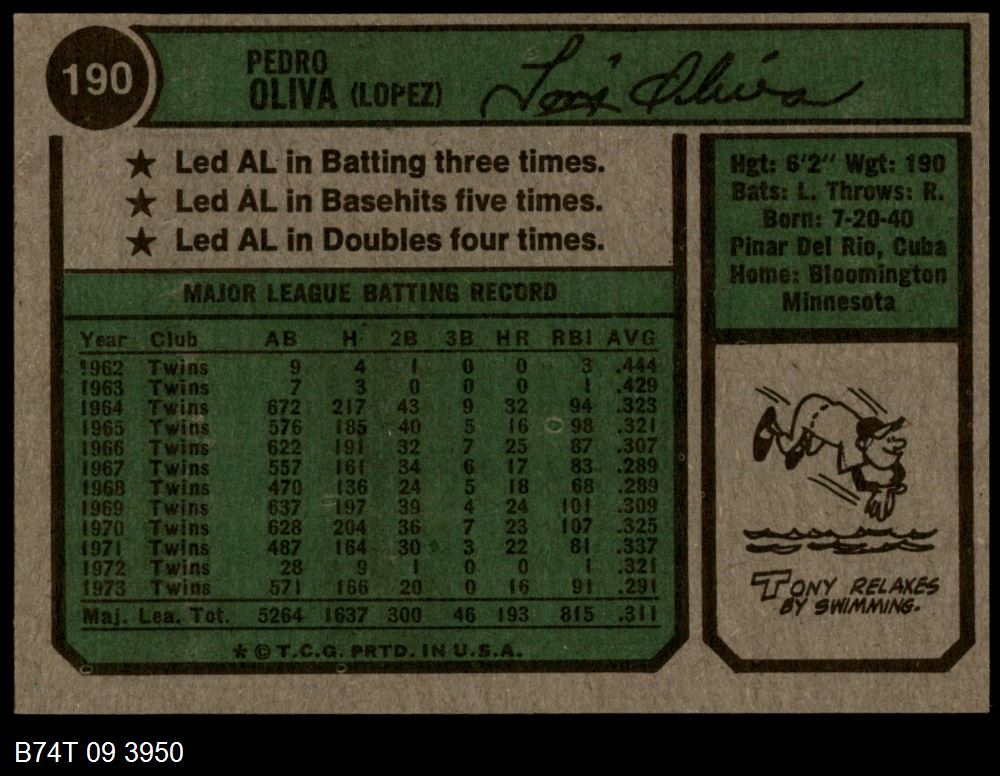 190
PEDRO
OLIVA (LOPEZ)
Toni Oliva
★ Led AL in Batting three times.
★ Led AL in Basehits five times.
★ Led AL in Doubles four times.
Hgt: 6'2" Wgt: 190
Bats: L. Throws: R.
Born: 7-20-40
Pinar Del Rio, Cuba
Home: Bloomington
Minnesota
MAJOR LEAGUE BATTING RECORD
Year Club AB H 2B 3B HR RBI AVG
1962 Twins 9 4 1 0 0 3 .444
1963 Twins 7 3 0 0 0 1 .429
1964 Twins 672 217 43 9 32 94 .323
1965 Twins 576 185 40 5 16 98 .321
1966 Twins 622 191 32 7 25 87 .307
1967 Twins 557 161 34 6 17 83 .289
1968 Twins 470 136 24 5 18 68 .289
1969 Twins 637 197 39 4 24 101 .309
1970 Twins 628 204 36 7 23 107 .325
1971 Twins 487 164 30 3 22 81 .337
1972 Twins 28 9 1 0 0 1 .321
1973 Twins 571 166 20 0 16 91 .291
Maj. Lea. Tot. 5264 1637 300 46 193 815 .311
* © T.C.G. PRTD. IN U.S.A.
TONY RELAXES
BY SWIMMING.
B74T 09 3950